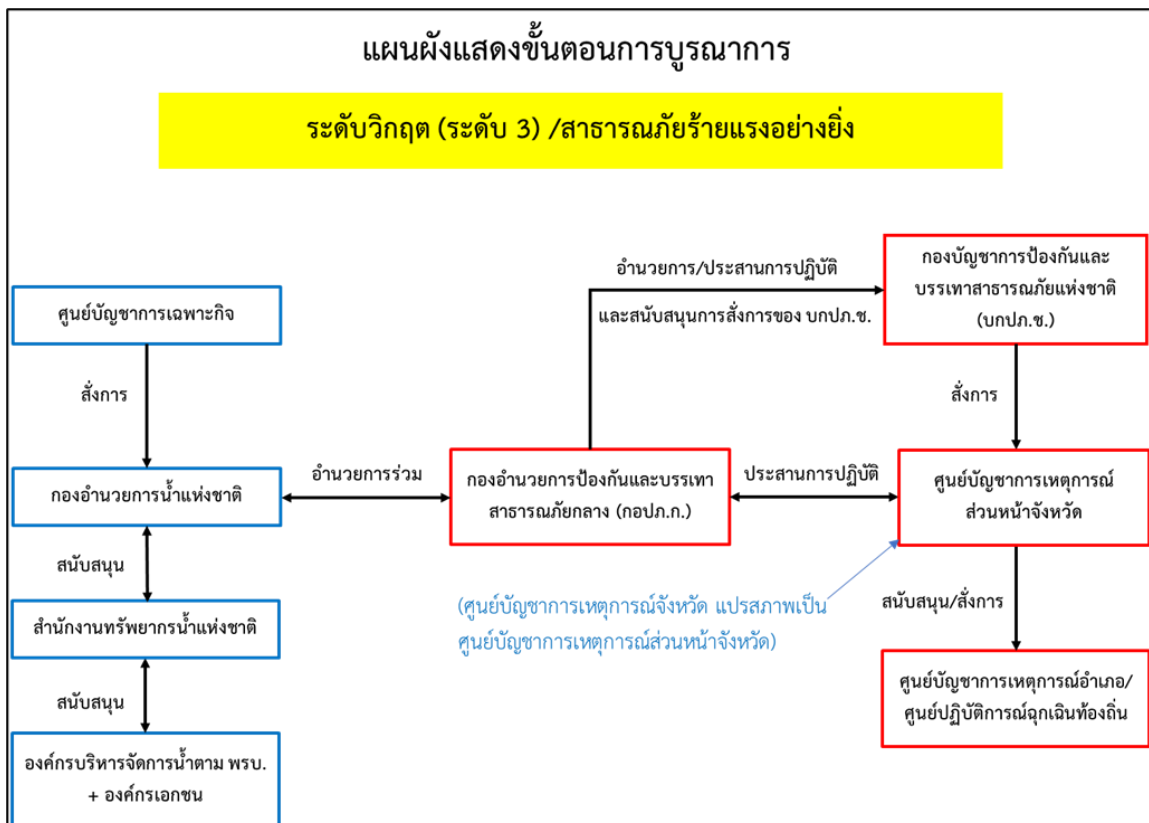 แผนผังแสดงขั้นตอนการบูรณาการ
ระดับวิกฤต (ระดับ 3) /สาธารณภัยร้ายแรงอย่างยิ่ง
ศูนย์บัญชาการเฉพาะกิจ
สั่งการ
กองอำนวยการน้ำแห่งชาติ
สนับสนุน
สำนักงานทรัพยากรน้ำแห่งชาติ
สนับสนุน
องค์กรบริหารจัดการน้ำตาม พรบ.
+ องค์กรเอกชน
อำนวยการร่วม
กองอำนวยการป้องกันและบรรเทา
สาธารณภัยกลาง (กอปภ.ก.)
อำนวยการ/ประสานการปฏิบัติ
และสนับสนุนการสั่งการของ บกปภ.ช.
กองบัญชาการป้องกันและ
บรรเทาสาธารณภัยแห่งชาติ
(บกปภ.ช.)
สั่งการ
ประสานการปฏิบัติ
ศูนย์บัญชาการเหตุการณ์
ส่วนหน้าจังหวัด
(ศูนย์บัญชาการเหตุการณ์จังหวัด แปรสภาพเป็น
ศูนย์บัญชาการเหตุการณ์ส่วนหน้าจังหวัด)
สนับสนุน/สั่งการ
ศูนย์บัญชาการเหตุการณ์อำเภอ/
ศูนย์ปฏิบัติการฉุกเฉินท้องถิ่น